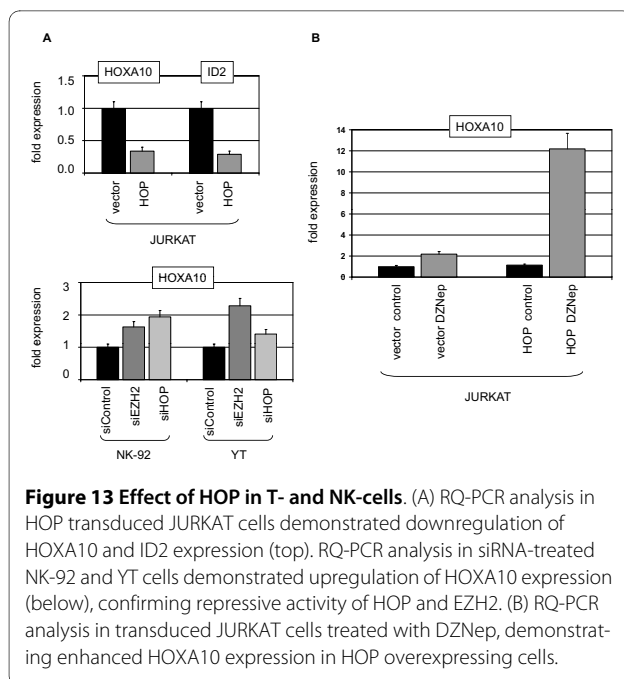 A
HOXA10
ID2
fold expression
1.5
1.0
0.5
0.0
vector
HOP
vector
HOP
JURKAT
HOXA10
fold expression
3
2
1
0
siControl
siEZH2
siHOP
siControl
siEZH2
siHOP
NK-92
YT
B
HOXA10
fold expression
14
12
10
8
6
4
2
0
vector control
vector DZNep
HOP control
HOP DZNep
JURKAT
Figure 13 Effect of HOP in T- and NK-cells. (A) RQ-PCR analysis in
HOP transduced JURKAT cells demonstrated downregulation of
HOXA10 and ID2 expression (top). RQ-PCR analysis in siRNA-treated
NK-92 and YT cells demonstrated upregulation of HOXA10 expression
(below), confirming repressive activity of HOP and EZH2. (B) RQ-PCR
analysis in transduced JURKAT cells treated with DZNep, demonstrat-
ing enhanced HOXA10 expression in HOP overexpressing cells.